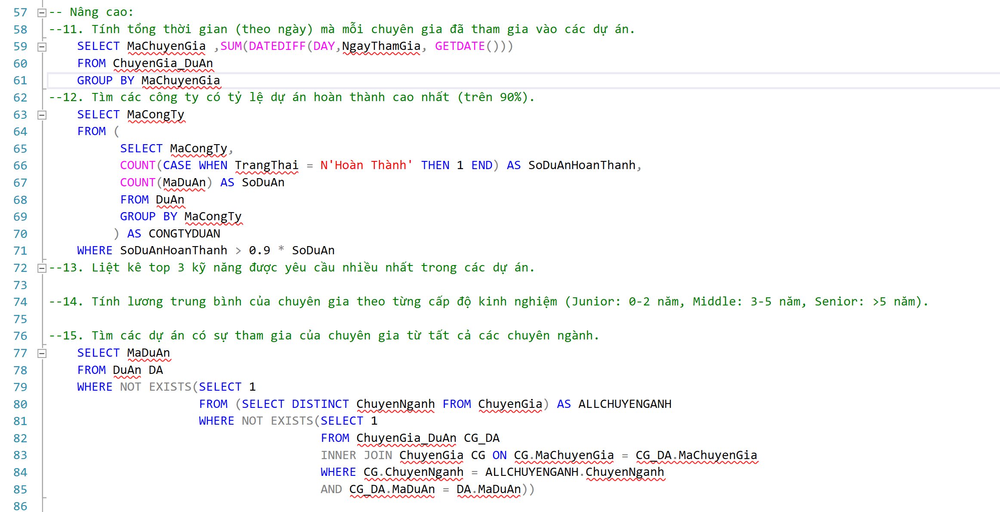 57 -- Nâng cao:
58 --11. Tính tổng thời gian (theo ngày) mà mỗi chuyên gia đã tham gia vào các dự án.
59 SELECT MaChuyenGia ,SUM(DATEDIFF(DAY,NgayThamGia, GETDATE()))
60 FROM ChuyenGia_DuAn
61 GROUP BY MaChuyenGia
62 --12. Tìm các công ty có tỷ lệ dự án hoàn thành cao nhất (trên 90%).
63 SELECT MaCongTy
64 FROM (
65 SELECT MaCongTy,
66 COUNT(CASE WHEN TrangThai = N'Hoàn Thành' THEN 1 END) AS SoDuAnHoanThanh,
67 COUNT(MaDuAn) AS SoDuAn
68 FROM DuAn
69 GROUP BY MaCongTy
70 ) AS CONGTYDUAN
71 WHERE SoDuAnHoanThanh > 0.9 * SoDuAn
72 --13. Liệt kê top 3 kỹ năng được yêu cầu nhiều nhất trong các dự án.
73
74 --14. Tính lương trung bình của chuyên gia theo từng cấp độ kinh nghiệm (Junior: 0-2 năm, Middle: 3-5 năm, Senior: >5 năm).
75
76 --15. Tìm các dự án có sự tham gia của chuyên gia từ tất cả các chuyên ngành.
77 SELECT MaDuAn
78 FROM DuAn DA
79 WHERE NOT EXISTS(SELECT 1
80 FROM (SELECT DISTINCT ChuyenNganh FROM ChuyenGia) AS ALLCHUYENGANH
81 WHERE NOT EXISTS(SELECT 1
82 FROM ChuyenGia_DuAn CG_DA
83 INNER JOIN ChuyenGia CG ON CG.MaChuyenGia = CG_DA.MaChuyenGia
84 WHERE CG.ChuyenNganh = ALLCHUYENGANH.ChuyenNganh
85 AND CG_DA.MaDuAn = DA.MaDuAn))
86